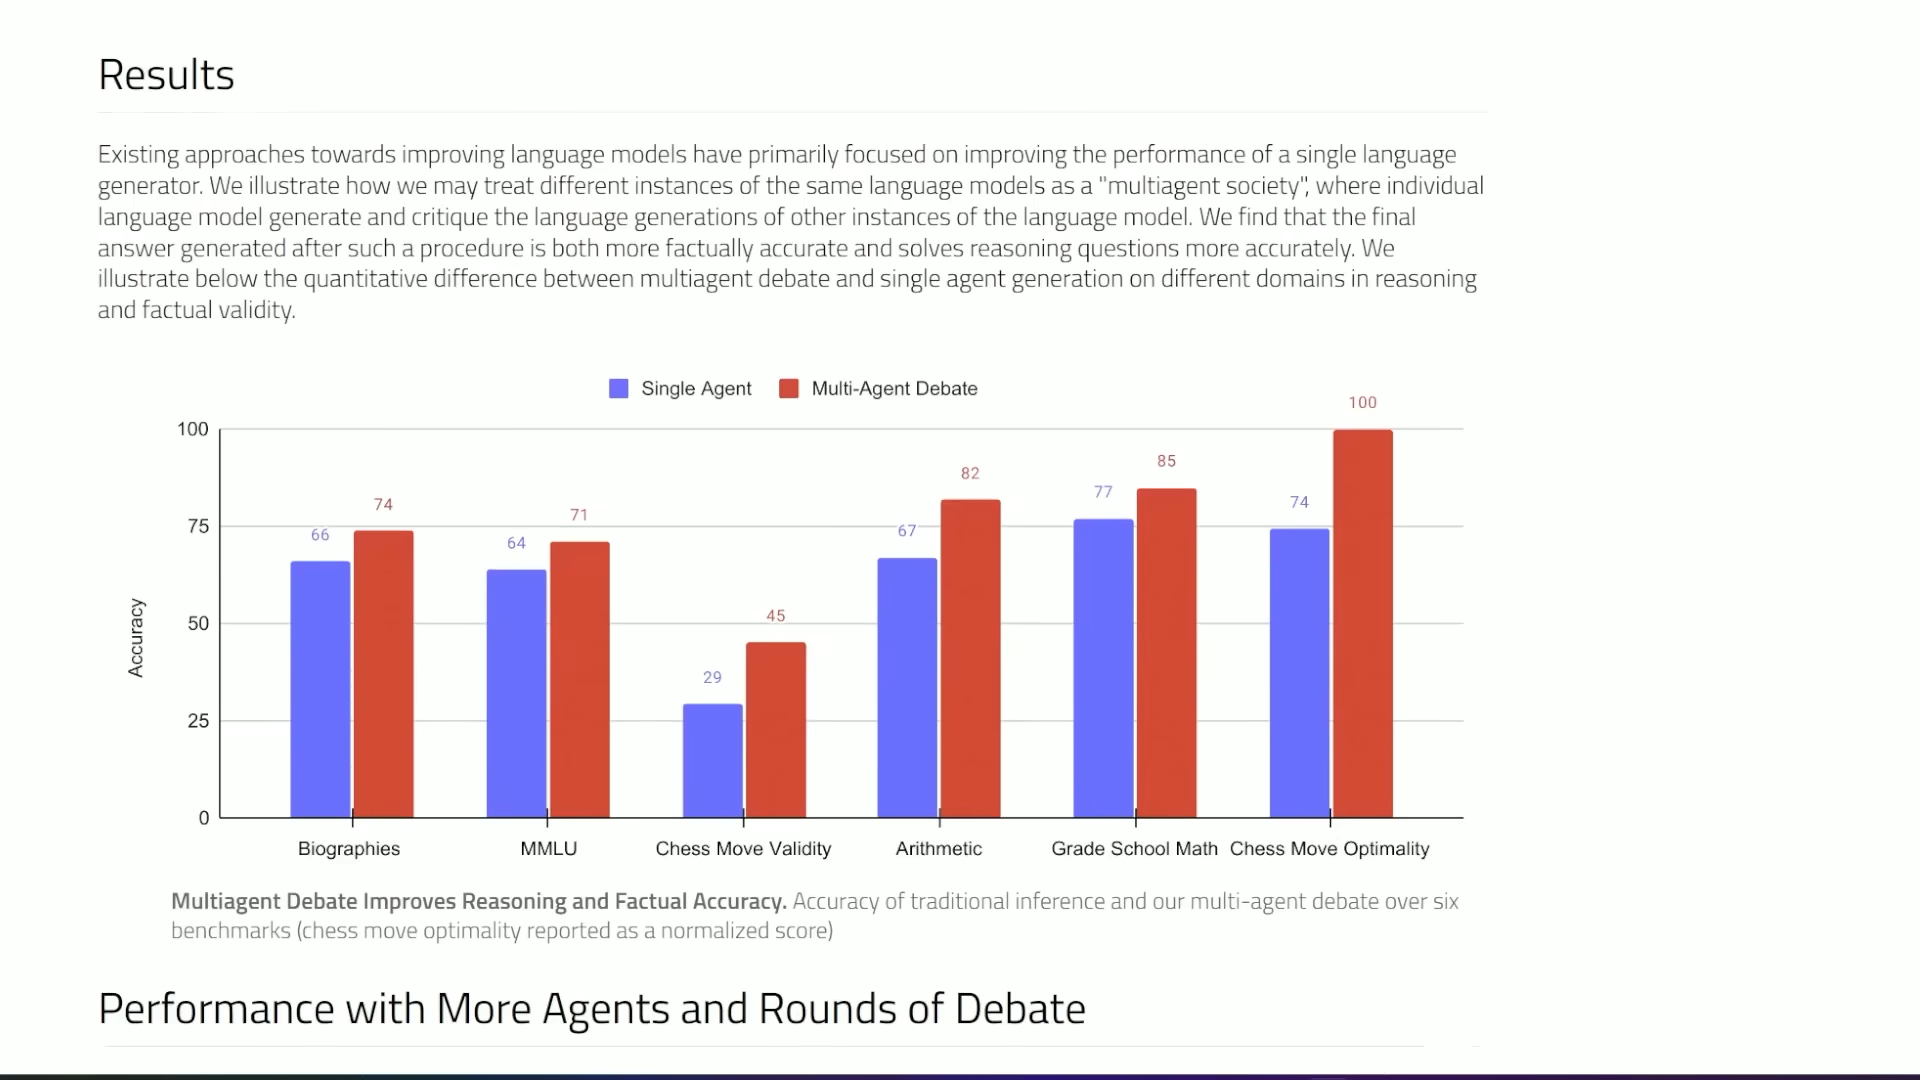 Results
Existing approaches towards improving language models have primarily focused on improving the performance of a single language
generator. We illustrate how we may treat different instances of the same language models as a "multiagent society", where individual
language model generate and critique the language generations of other instances of the language model. We find that the final
answer generated after such a procedure is both more factually accurate and solves reasoning questions more accurately. We
illustrate below the quantitative difference between multiagent debate and single agent generation on different domains in reasoning
and factual validity.
Single Agent Multi-Agent Debate
100
100
85
82
77
74
74
75
71
67
66
64
50
45
29
25
0
Accuracy
Biographies MMLU Chess Move Validity Arithmetic Grade School Math Chess Move Optimality
Multiagent Debate Improves Reasoning and Factual Accuracy. Accuracy of traditional inference and our multi-agent debate over six
benchmarks (chess move optimality reported as a normalized score)
Performance with More Agents and Rounds of Debate